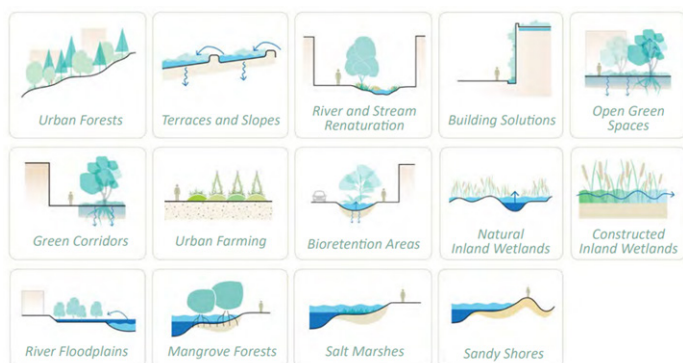 Urban Forests
Terraces and Slopes
River and Stream
Renaturation
Building Solutions
Open Green
Spaces
Green Corridors
Urban Farming
Bioretention Areas
Natural
Inland Wetlands
Constructed
Inland Wetlands
River Floodplains
Mangrove Forests
Salt Marshes
Sandy Shores